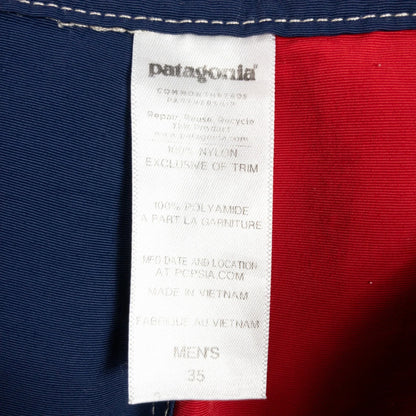 patagonia®
COMMON THREADS
PARTNERSHIP
Repair, Reuse, Recycle
This Product
100% NYLON
EXCLUSIVE OF TRIM
100% POLYAMIDE
A PART LA GARNITURE
MFG DATE AND LOCATION
AT PCPSIA.COM
MADE IN VIETNAM
FABRIQUE AU VIETNAM
MEN'S
35